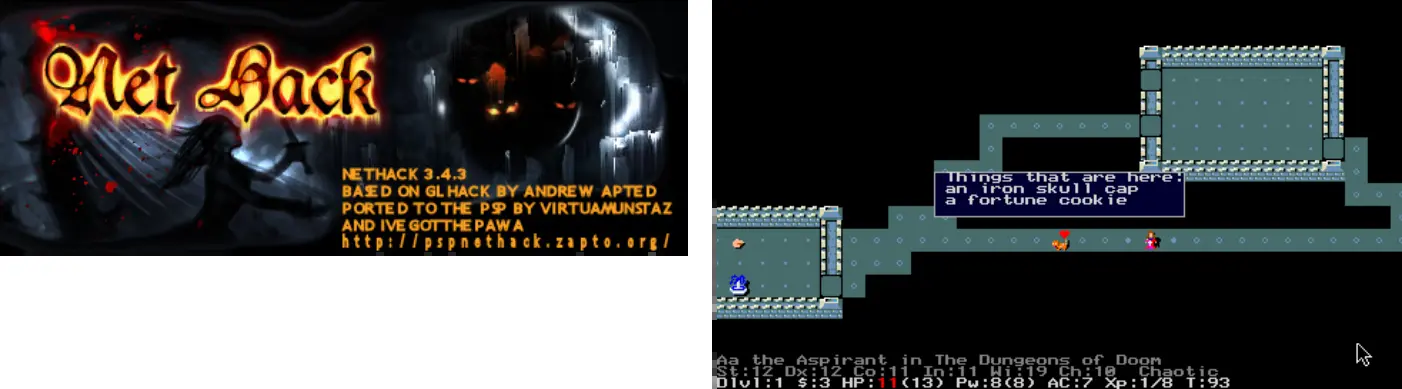 Net Hack
NETHACK 3.4.3
BASED ON GLHACK BY ANDREW APTED
PORTED TO THE PSP BY VIRTUAMUNSTAZ
AND IVEGOTTHEPAWA
http://pspnethack.zapto.org/
Things that are here:
an iron skull cap
a fortune cookie
Aa the Aspirant in The Dungeons of Doom
St:12 Dx:12 Co:11 In:11 Wi:19 Ch:10 Chaotic
Dlvl:1 $:3 HP:11(13) Pw:8(8) AC:7 Xp:1/8 T:93